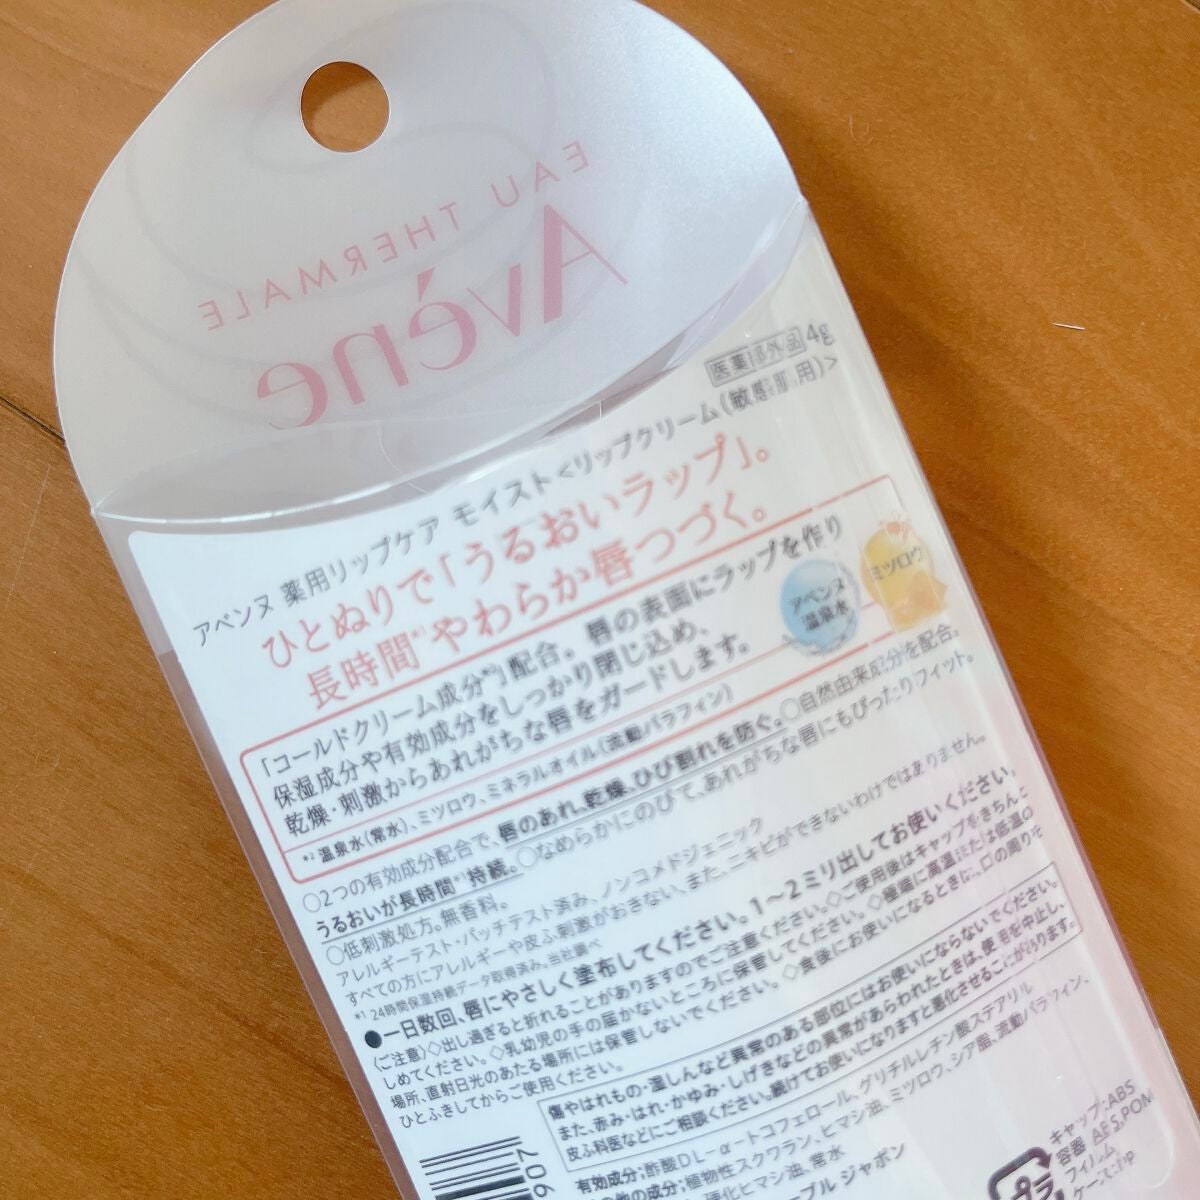 EAU THERMALE
Avène
医薬部外品 4g
アベンヌ 薬用リップケア モイスト<リップクリーム(敏感肌用)>
ひとぬりで「うるおいラップ」。
長時間*1やわらか唇つづく。
「コールドクリーム成分*2」配合。唇の表面にラップを作り
保湿成分や有効成分をしっかり閉じ込め、
乾燥・刺激からあれがちな唇をガードします。
アベンヌ
温泉水
ミツロウ
*2 温泉水(常水)、ミツロウ、ミネラルオイル(流動パラフィン)
○2つの有効成分配合で、唇のあれ、乾燥、ひび割れを防ぐ。○自然由来成分を配合。
うるおいが長時間*1持続。○なめらかにのびて、あれがちな唇にもぴったりフィット。
○低刺激処方。無香料。
アレルギーテスト・パッチテスト済み、ノンコメドジェニック
すべての方にアレルギーや皮ふ刺激がおきない、また、ニキビができないわけではありません。
*1 24時間保湿持続データ取得済み。当社調べ
●一日数回、唇にやさしく塗布してください。1〜2ミリ出してお使いください。
(ご注意)◇出し過ぎると折れることがありますのでご注意ください。◇ご使用後はキャップをきちんと
しめてください。◇乳幼児の手の届かないところに保管してください。◇極端に高温または低温の
場所、直射日光のあたる場所には保管しないでください。◇食後にお使いになるときは、口の周りを
ひとふきしてからご使用ください。
傷やはれもの・湿しんなど異常のある部位にはお使いにならないでください。
また、赤み・はれ・かゆみ・しげきなどの異常があらわれたときは、使用を中止し、
皮ふ科医などにご相談ください。続けてお使いになりますと悪化させることがあります。
有効成分:酢酸DL-α-トコフェロール、グリチルレチン酸ステアリル
その他の成分:植物性スクワラン、ヒマシ油、ミツロウ、シア脂、流動パラフィン、
硬化ヒマシ油、常水
ーブル ジャポン
プラ
キャップ:ABS
容器
フィルム